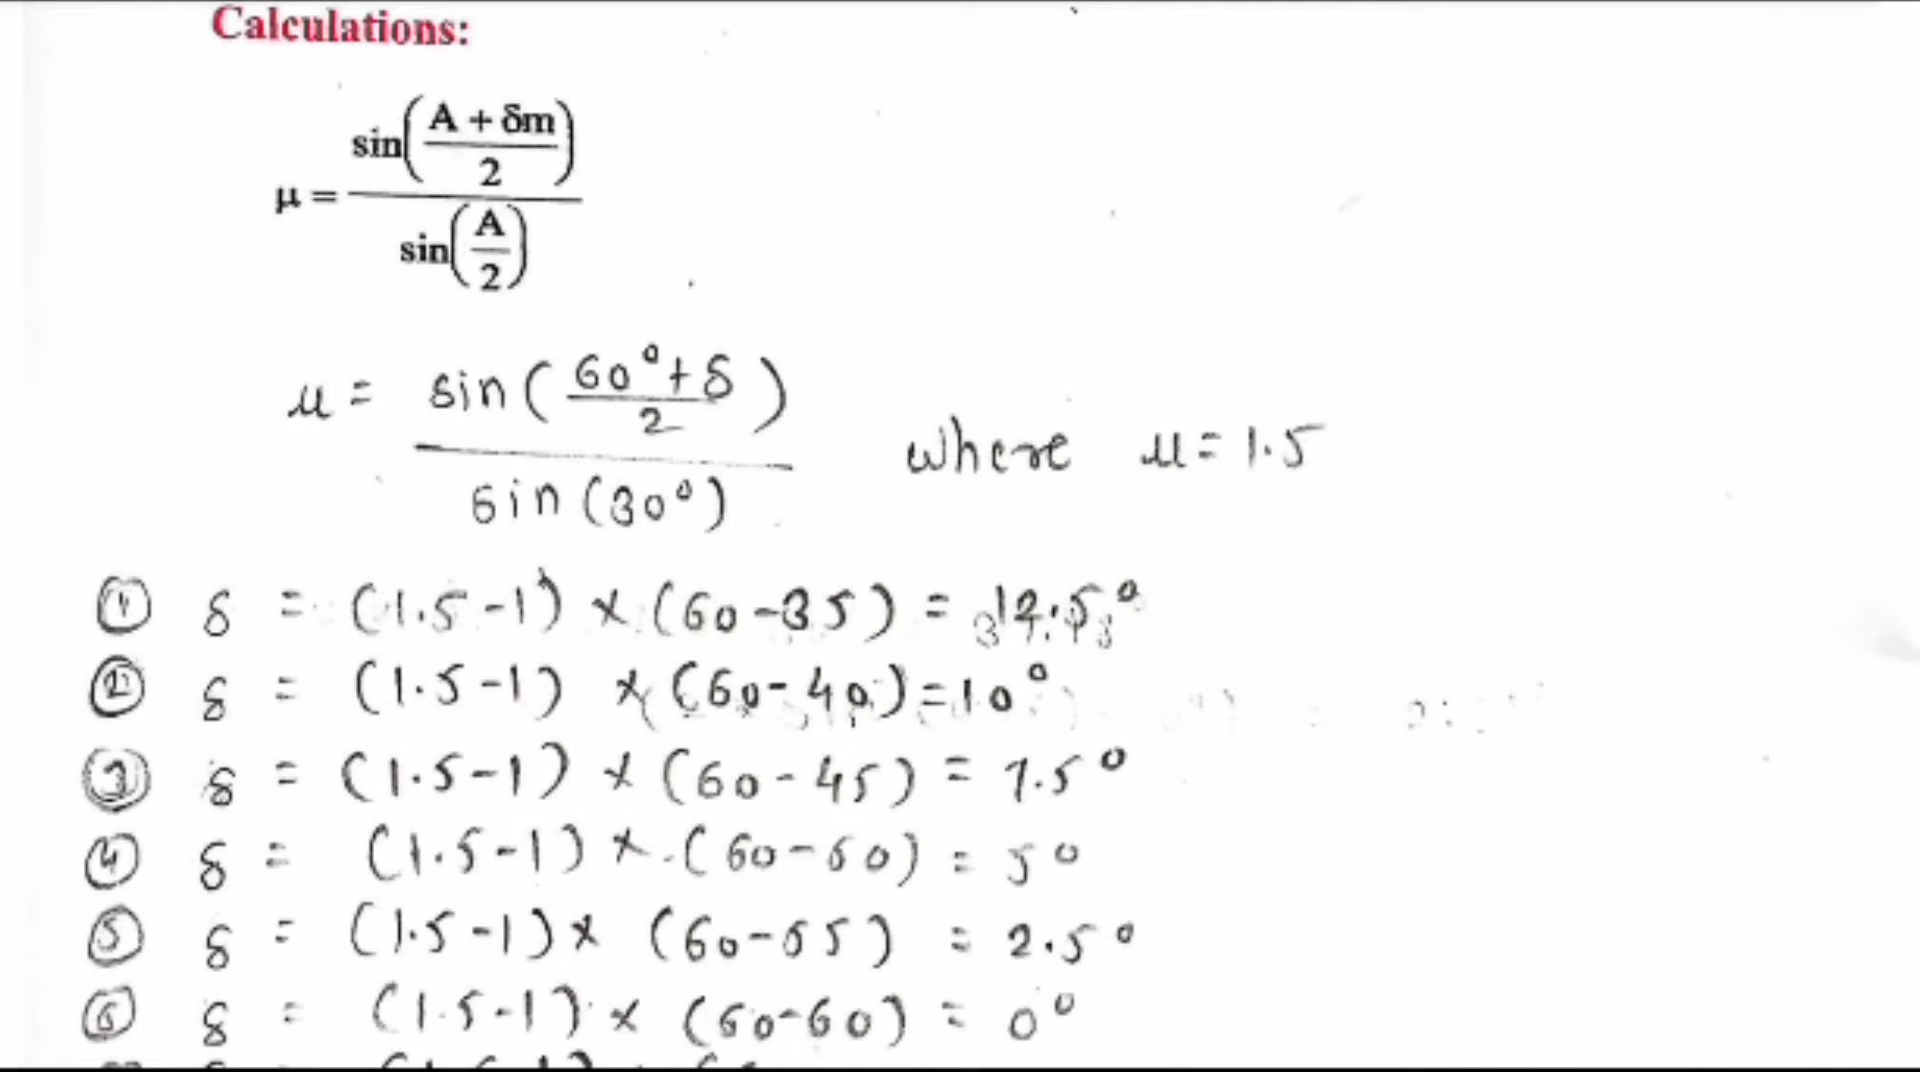 Calculations:
μ = sin((A + δm)/2) / sin(A/2)
μ = sin((60° + δ)/2) / sin(30°) where μ = 1.5
① δ = (1.5-1) × (60-35) = 12.5°
② δ = (1.5-1) × (60-40) = 10°
③ δ = (1.5-1) × (60-45) = 7.5°
④ δ = (1.5-1) × (60-50) = 5°
⑤ δ = (1.5-1) × (60-55) = 2.5°
⑥ δ = (1.5-1) × (60-60) = 0°